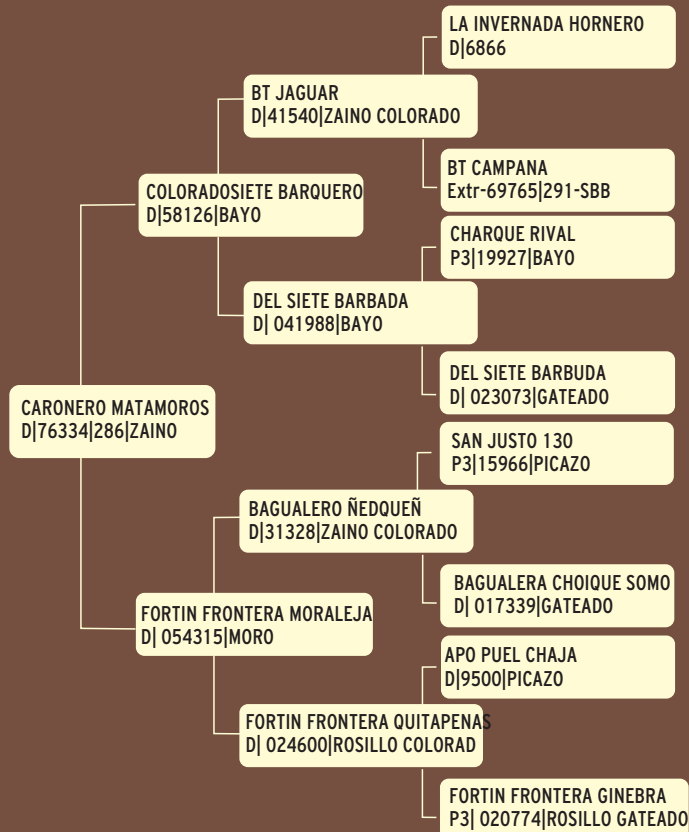 LA INVERNADA HORNERO
D|6866
BT JAGUAR
D|41540|ZAINO COLORADO
BT CAMPANA
Extr-69765|291-SBB
COLORADOSIETE BARQUERO
D|58126|BAYO
CHARQUE RIVAL
P3|19927|BAYO
DEL SIETE BARBADA
D| 041988|BAYO
DEL SIETE BARBUDA
D| 023073|GATEADO
CARONERO MATAMOROS
D|76334|286|ZAINO
SAN JUSTO 130
P3|15966|PICAZO
BAGUALERO ÑEDQUEÑ
D|31328|ZAINO COLORADO
BAGUALERA CHOIQUE SOMO
D| 017339|GATEADO
FORTIN FRONTERA MORALEJA
D| 054315|MORO
APO PUEL CHAJA
D|9500|PICAZO
FORTIN FRONTERA QUITAPENAS
D| 024600|ROSILLO COLORAD
FORTIN FRONTERA GINEBRA
P3| 020774|ROSILLO GATEADO